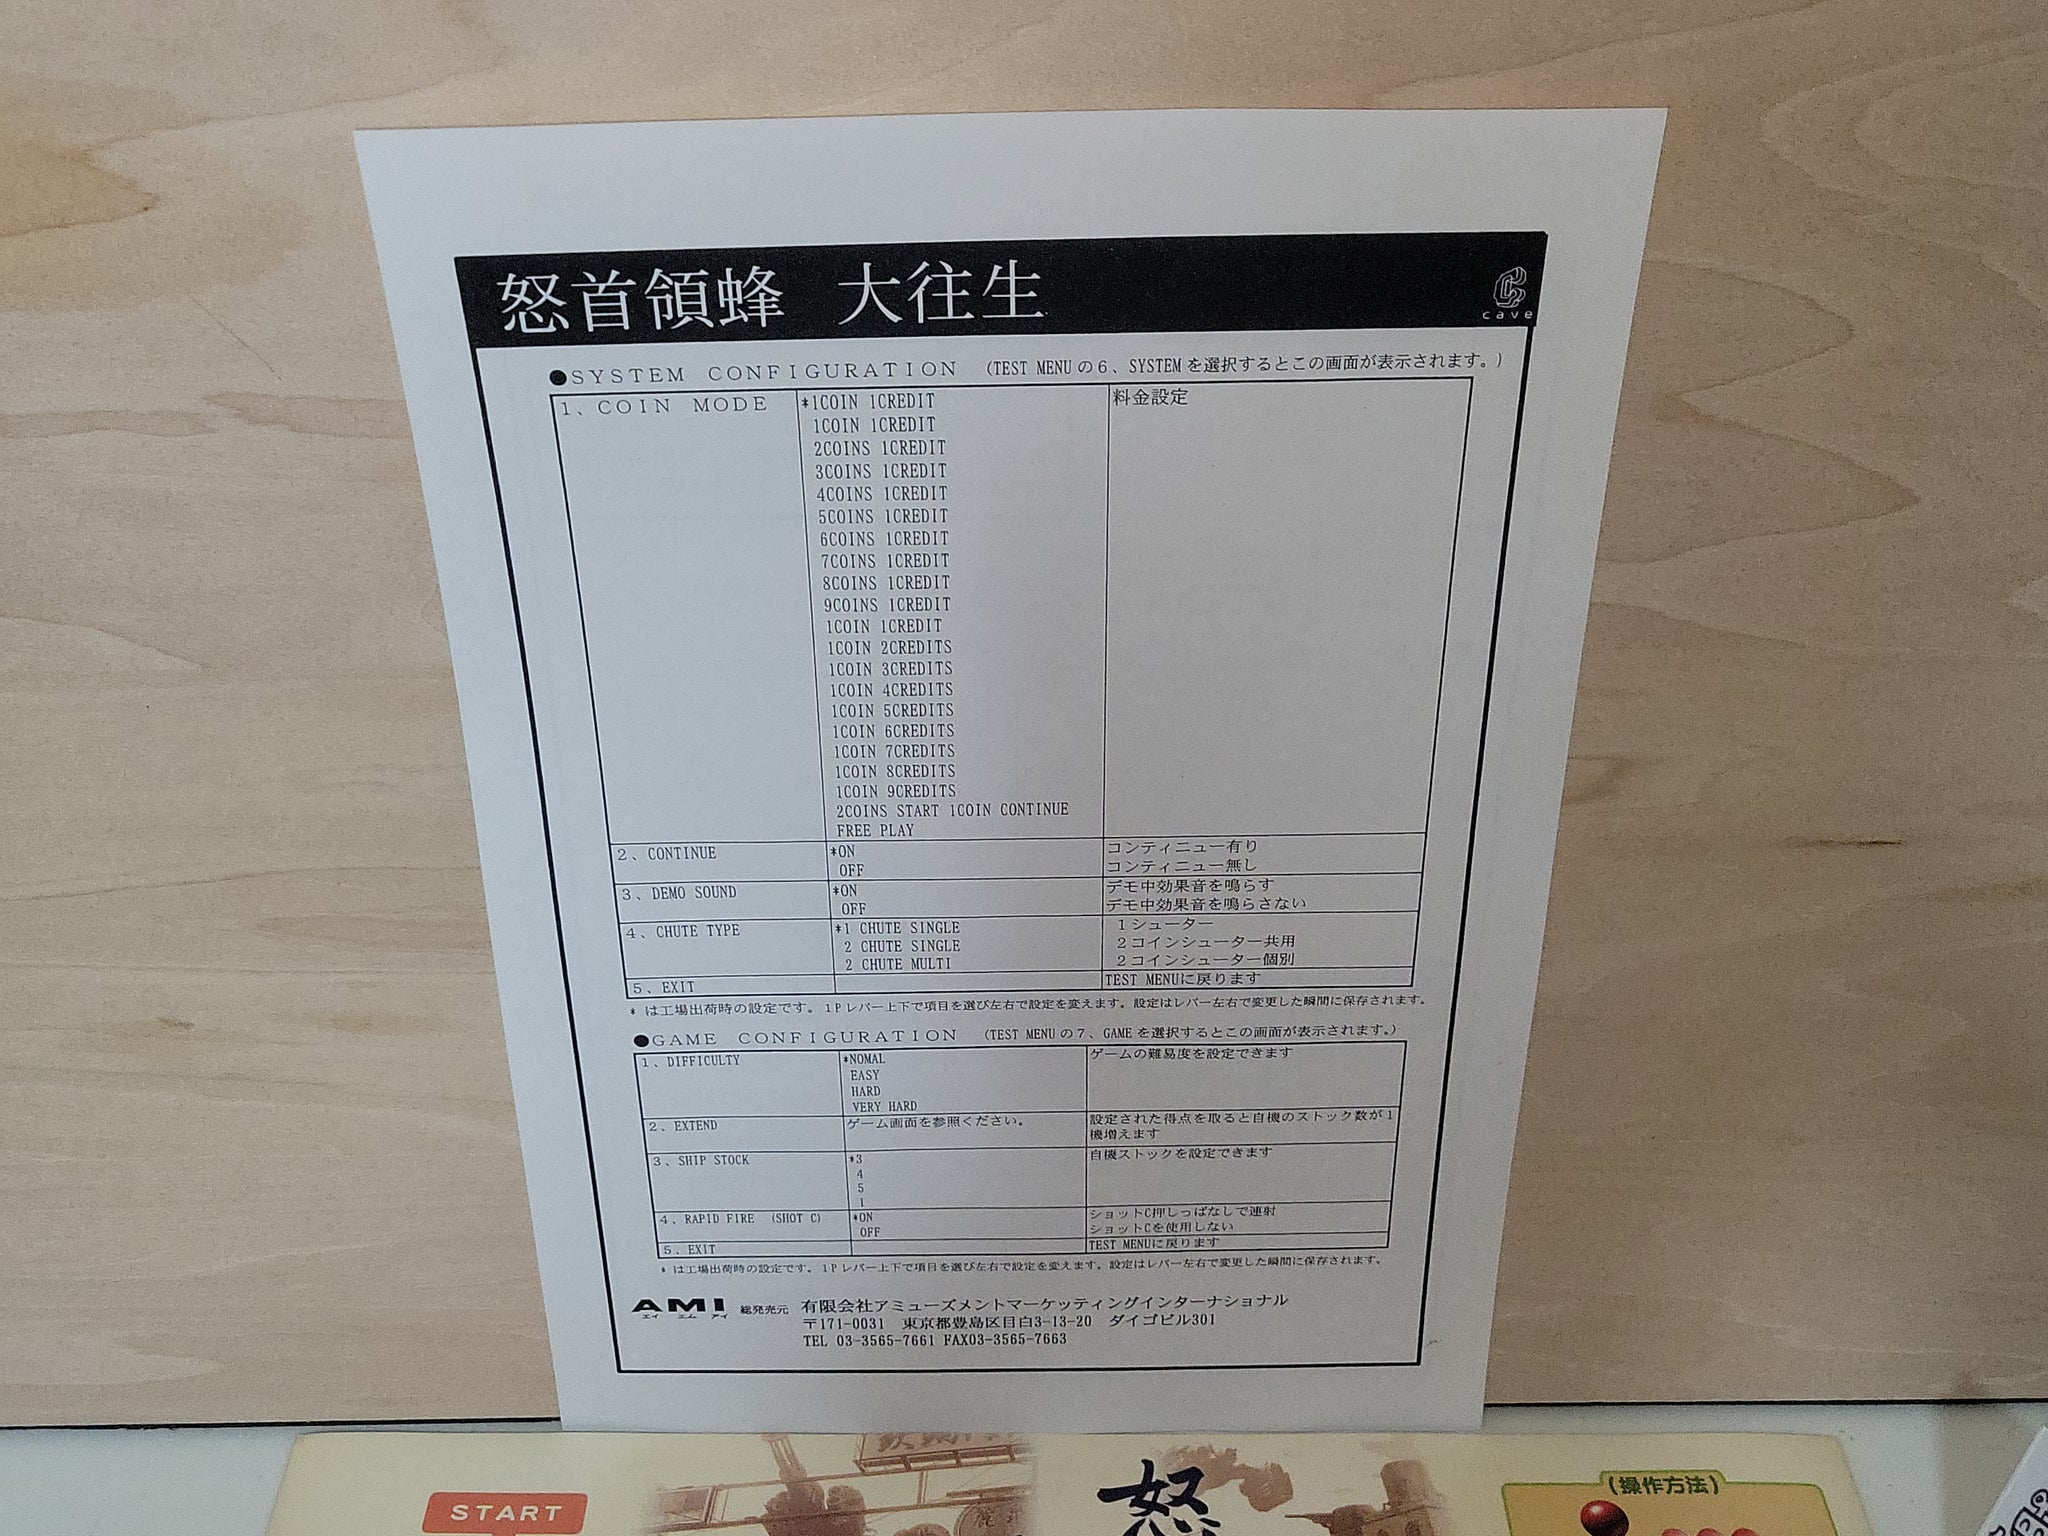 怒首領蜂 大往生
cave
●SYSTEM CONFIGURATION (TEST MENUの6、SYSTEMを選択するとこの画面が表示されます。)
1、COIN MODE *1COIN 1CREDIT 料金設定
1COIN 1CREDIT
2COINS 1CREDIT
3COINS 1CREDIT
4COINS 1CREDIT
5COINS 1CREDIT
6COINS 1CREDIT
7COINS 1CREDIT
8COINS 1CREDIT
9COINS 1CREDIT
1COIN 1CREDIT
1COIN 2CREDITS
1COIN 3CREDITS
1COIN 4CREDITS
1COIN 5CREDITS
1COIN 6CREDITS
1COIN 7CREDITS
1COIN 8CREDITS
1COIN 9CREDITS
2COINS START 1COIN CONTINUE
FREE PLAY
2、CONTINUE *ON コンティニュー有り
OFF コンティニュー無し
3、DEMO SOUND *ON デモ中効果音を鳴らす
OFF デモ中効果音を鳴らさない
4、CHUTE TYPE *1 CHUTE SINGLE 1シューター
2 CHUTE SINGLE 2コインシューター共用
2 CHUTE MULTI 2コインシューター個別
5、EXIT TEST MENUに戻ります
* は工場出荷時の設定です。1Pレバー上下で項目を選び左右で設定を変えます。設定はレバー左右で変更した瞬間に保存されます。
●GAME CONFIGURATION (TEST MENUの7、GAMEを選択するとこの画面が表示されます。)
1、DIFFICULTY *NOMAL ゲームの難易度を設定できます
EASY
HARD
VERY HARD
2、EXTEND ゲーム画面を参照ください。 設定された得点を取ると自機のストック数が1
機増えます
3、SHIP STOCK *3 自機ストックを設定できます
4
5
1
4、RAPID FIRE (SHOT C) *ON ショットC押しっぱなしで連射
OFF ショットCを使用しない
5、EXIT TEST MENUに戻ります
* は工場出荷時の設定です。1Pレバー上下で項目を選び左右で設定を変えます。設定はレバー左右で変更した瞬間に保存されます。
AMI 総発売元 有限会社アミューズメントマーケッティングインターナショナル
エイ エム アイ
〒171-0031 東京都豊島区目白3-13-20 ダイゴビル301
TEL 03-3565-7661 FAX03-3565-7663
START
怒
(操作方法)